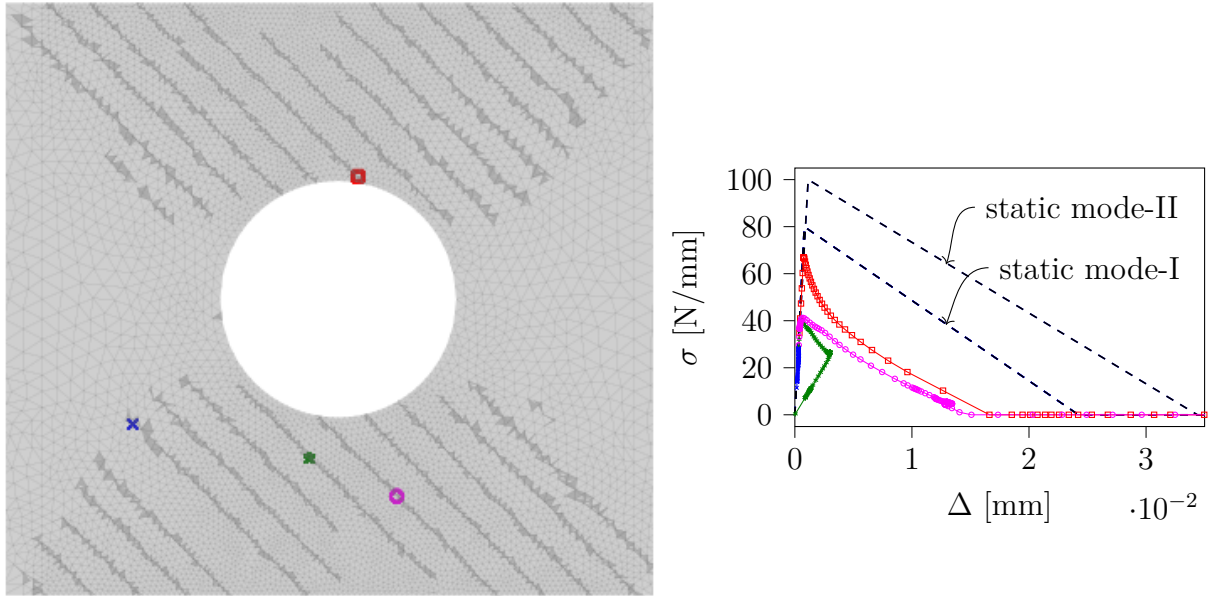 100
80
60
40
20
0
σ [N/mm]
static mode-II
static mode-I
0 1 2 3
Δ [mm]
·10⁻²